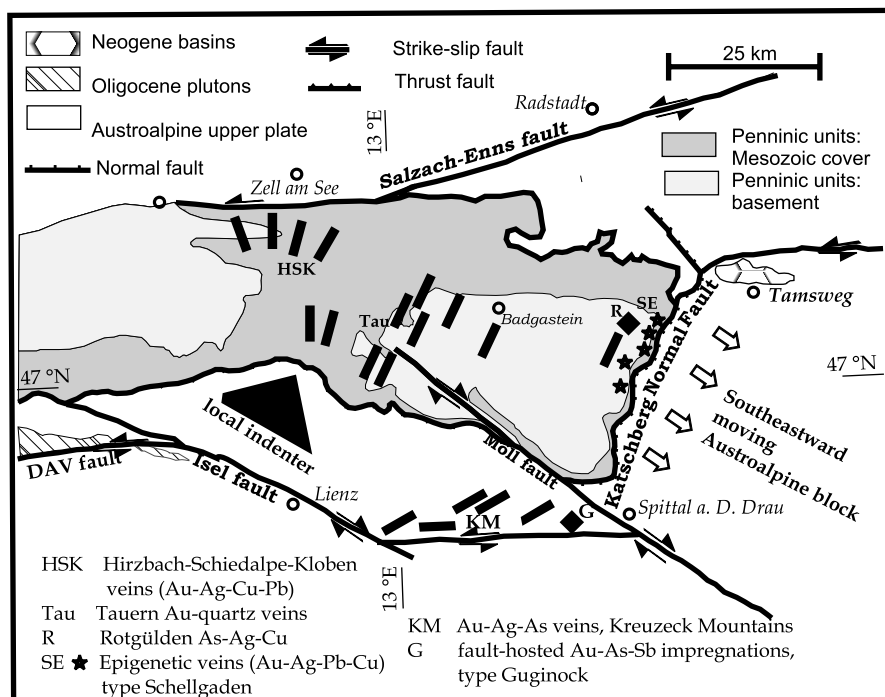 Neogene basins
Oligocene plutons
Austroalpine upper plate
Normal fault
Strike-slip fault
Thrust fault
25 km
Radstadt
13 °E
Salzach-Enns fault
Penninic units:
Mesozoic cover
Penninic units:
basement
Zell am See
HSK
Tau
Badgastein
R
SE
Tamsweg
47 °N
47 °N
Katschberg Normal Fault
Southeastward
moving
Austroalpine block
local indenter
DAV fault
Isel fault
Lienz
Möll fault
KM
G
Spittal a. D. Drau
13 °E
HSK Hirzbach-Schiedalpe-Kloben
veins (Au-Ag-Cu-Pb)
Tau Tauern Au-quartz veins
R Rotgülden As-Ag-Cu
SE ★ Epigenetic veins (Au-Ag-Pb-Cu)
type Schellgaden
KM Au-Ag-As veins, Kreuzeck Mountains
G fault-hosted Au-As-Sb impregnations,
type Guginock